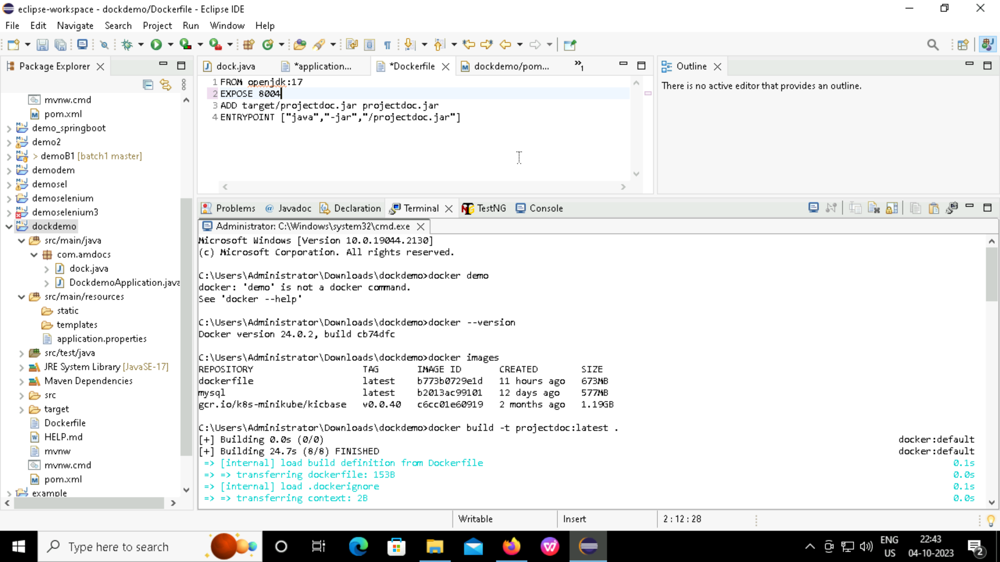 eclipse-workspace - dockdemo/Dockerfile - Eclipse IDE
File Edit Navigate Search Project Run Window Help
Package Explorer
mvnw.cmd
pom.xml
demo_springboot
demo2
> demoB1 [batch1 master]
demodem
demosel
demoselenium
demoselenium3
dockdemo
src/main/java
com.amdocs
dock.java
DockdemoApplication.java
src/main/resources
static
templates
application.properties
src/test/java
JRE System Library [JavaSE-17]
Maven Dependencies
src
target
Dockerfile
HELP.md
mvnw
mvnw.cmd
pom.xml
example
dock.java *application... *Dockerfile dockdemo/pom... »1
1 FROM openjdk:17
2 EXPOSE 8004
3 ADD target/projectdoc.jar projectdoc.jar
4 ENTRYPOINT ["java","-jar","/projectdoc.jar"]
Outline
There is no active editor that provides an outline.
Problems @ Javadoc Declaration Terminal TestNG Console
Administrator: C:\Windows\system32\cmd.exe
Microsoft Windows [Version 10.0.19044.2130]
(c) Microsoft Corporation. All rights reserved.
C:\Users\Administrator\Downloads\dockdemo>docker demo
docker: 'demo' is not a docker command.
See 'docker --help'
C:\Users\Administrator\Downloads\dockdemo>docker --version
Docker version 24.0.2, build cb74dfc
C:\Users\Administrator\Downloads\dockdemo>docker images
REPOSITORY TAG IMAGE ID CREATED SIZE
dockerfile latest b773b0729e1d 11 hours ago 673MB
mysql latest b2013ac99101 12 days ago 577MB
gcr.io/k8s-minikube/kicbase v0.0.40 c6cc01e60919 2 months ago 1.19GB
C:\Users\Administrator\Downloads\dockdemo>docker build -t projectdoc:latest .
[+] Building 0.0s (0/0) docker:default
[+] Building 24.7s (8/8) FINISHED docker:default
=> [internal] load build definition from Dockerfile 0.1s
=> => transferring dockerfile: 153B 0.0s
=> [internal] load .dockerignore 0.1s
=> => transferring context: 2B 0.0s
Writable Insert 2 : 12 : 28
Type here to search
ENG
US
22:43
04-10-2023
2